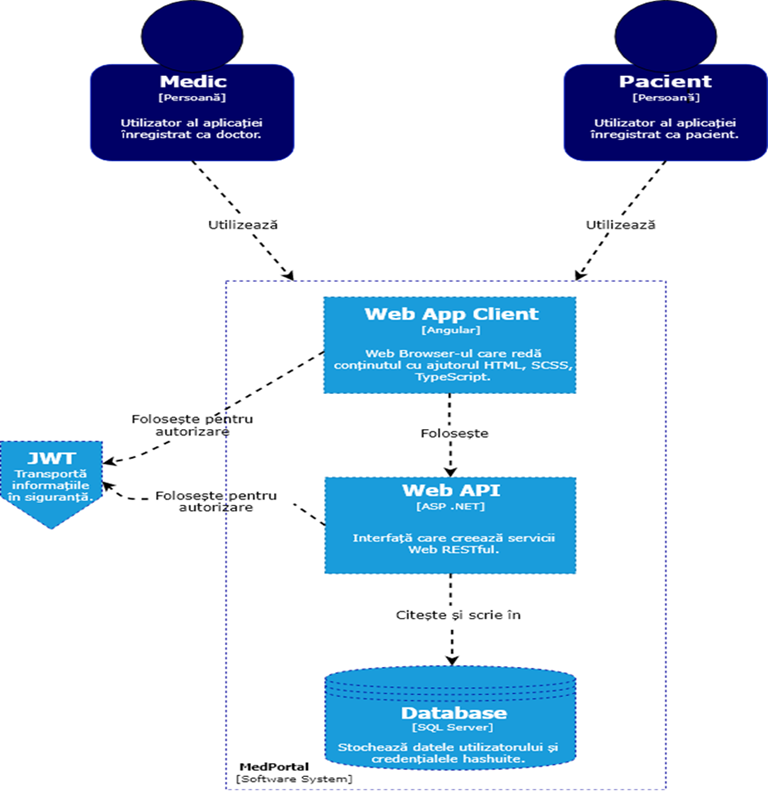 Medic
[Persoană]
Utilizator al aplicației
înregistrat ca doctor.
Pacient
[Persoană]
Utilizator al aplicației
înregistrat ca pacient.
Utilizează
Utilizează
Web App Client
[Angular]
Web Browser-ul care redă
conținutul cu ajutorul HTML, SCSS,
TypeScript.
Folosește pentru
autorizare
Folosește
JWT
Transportă
informațiile
în siguranță.
Folosește pentru
autorizare
Web API
[ASP .NET]
Interfață care creează servicii
Web RESTful.
Citește și scrie în
Database
[SQL Server]
Stochează datele utilizatorului și
credențialele hashuite.
MedPortal
[Software System]